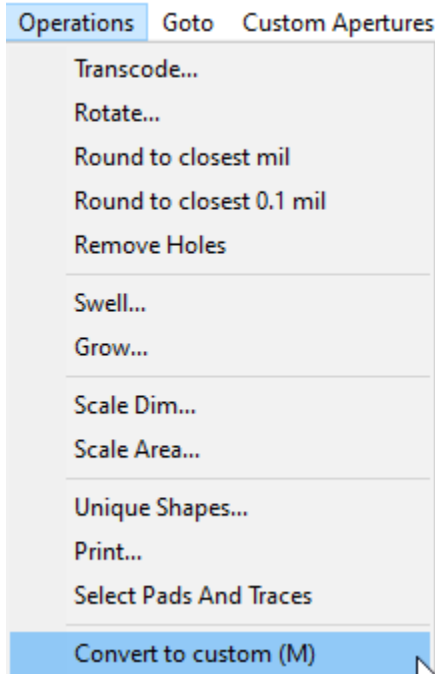 Operations Goto Custom Apertures
Transcode...
Rotate...
Round to closest mil
Round to closest 0.1 mil
Remove Holes
Swell...
Grow...
Scale Dim...
Scale Area...
Unique Shapes...
Print...
Select Pads And Traces
Convert to custom (M)